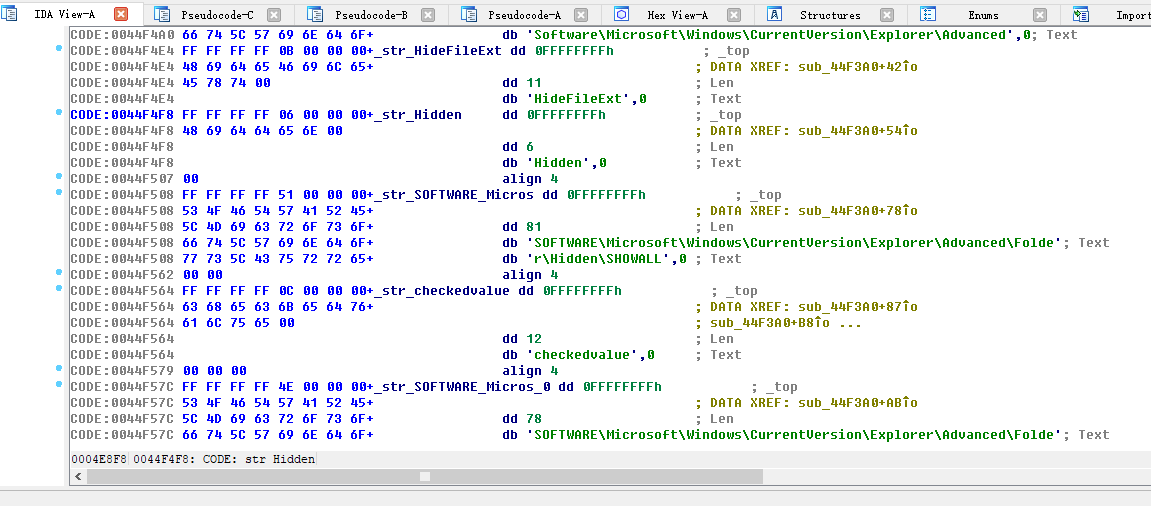 IDA View-A Pseudocode-C Pseudocode-B Pseudocode-A Hex View-A Structures Enums Import
CODE:0044F4A0 66 74 5C 57 69 6E 64 6F+ db 'Software\Microsoft\Windows\CurrentVersion\Explorer\Advanced',0; Text
CODE:0044F4E4 FF FF FF FF 0B 00 00 00+_str_HideFileExt dd 0FFFFFFFFh ; _top
CODE:0044F4E4 48 69 64 65 46 69 6C 65+ ; DATA XREF: sub_44F3A0+42îo
CODE:0044F4E4 45 78 74 00 dd 11 ; Len
CODE:0044F4E4 db 'HideFileExt',0 ; Text
CODE:0044F4F8 FF FF FF FF 06 00 00 00+_str_Hidden dd 0FFFFFFFFh ; _top
CODE:0044F4F8 48 69 64 64 65 6E 00 ; DATA XREF: sub_44F3A0+54îo
CODE:0044F4F8 dd 6 ; Len
CODE:0044F4F8 db 'Hidden',0 ; Text
CODE:0044F507 00 align 4
CODE:0044F508 FF FF FF FF 51 00 00 00+_str_SOFTWARE_Micros dd 0FFFFFFFFh ; _top
CODE:0044F508 53 4F 46 54 57 41 52 45+ ; DATA XREF: sub_44F3A0+78îo
CODE:0044F508 5C 4D 69 63 72 6F 73 6F+ dd 81 ; Len
CODE:0044F508 66 74 5C 57 69 6E 64 6F+ db 'SOFTWARE\Microsoft\Windows\CurrentVersion\Explorer\Advanced\Folde'; Text
CODE:0044F508 77 73 5C 43 75 72 72 65+ db 'r\Hidden\SHOWALL',0 ; Text
CODE:0044F562 00 00 align 4
CODE:0044F564 FF FF FF FF 0C 00 00 00+_str_checkedvalue dd 0FFFFFFFFh ; _top
CODE:0044F564 63 68 65 63 6B 65 64 76+ ; DATA XREF: sub_44F3A0+87îo
CODE:0044F564 61 6C 75 65 00 ; sub_44F3A0+B8îo ...
CODE:0044F564 dd 12 ; Len
CODE:0044F564 db 'checkedvalue',0 ; Text
CODE:0044F579 00 00 00 align 4
CODE:0044F57C FF FF FF FF 4E 00 00 00+_str_SOFTWARE_Micros_0 dd 0FFFFFFFFh ; _top
CODE:0044F57C 53 4F 46 54 57 41 52 45+ ; DATA XREF: sub_44F3A0+ABîo
CODE:0044F57C 5C 4D 69 63 72 6F 73 6F+ dd 78 ; Len
CODE:0044F57C 66 74 5C 57 69 6E 64 6F+ db 'SOFTWARE\Microsoft\Windows\CurrentVersion\Explorer\Advanced\Folde'; Text
0004E8F8 0044F4F8: CODE: str Hidden